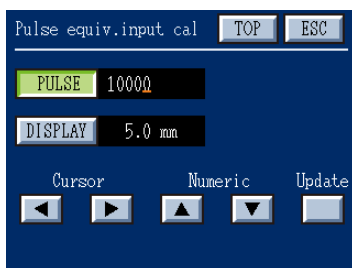 Pulse equiv.input cal TOP ESC
PULSE 10000
DISPLAY 5.0 mm
Cursor Numeric Update